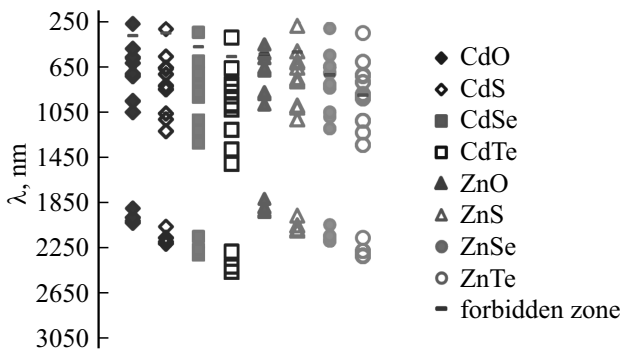 250
650
1050
1450
1850
2250
2650
3050
λ, nm
CdO
CdS
CdSe
CdTe
ZnO
ZnS
ZnSe
ZnTe
forbidden zone